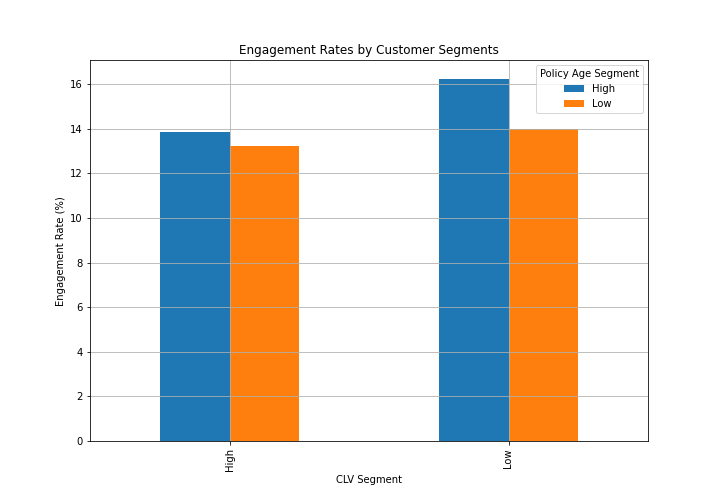 Engagement Rates by Customer Segments
Policy Age Segment
High
Low
16
14
12
10
8
6
4
2
0
Engagement Rate (%)
High
Low
CLV Segment